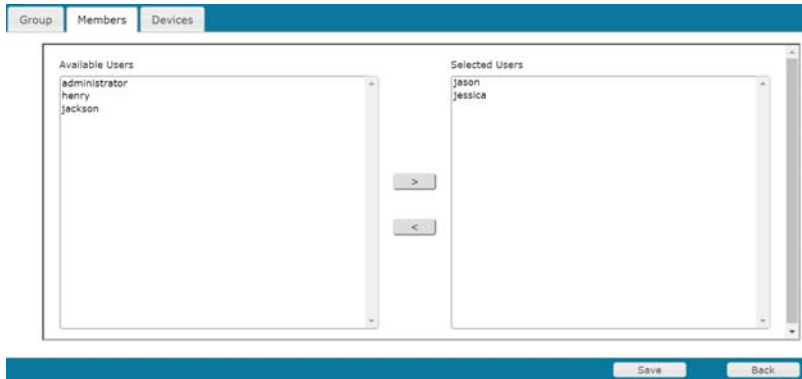 Group Members Devices
Available Users
administrator
henry
jackson
>
<
Selected Users
jason
jessica
Save Back